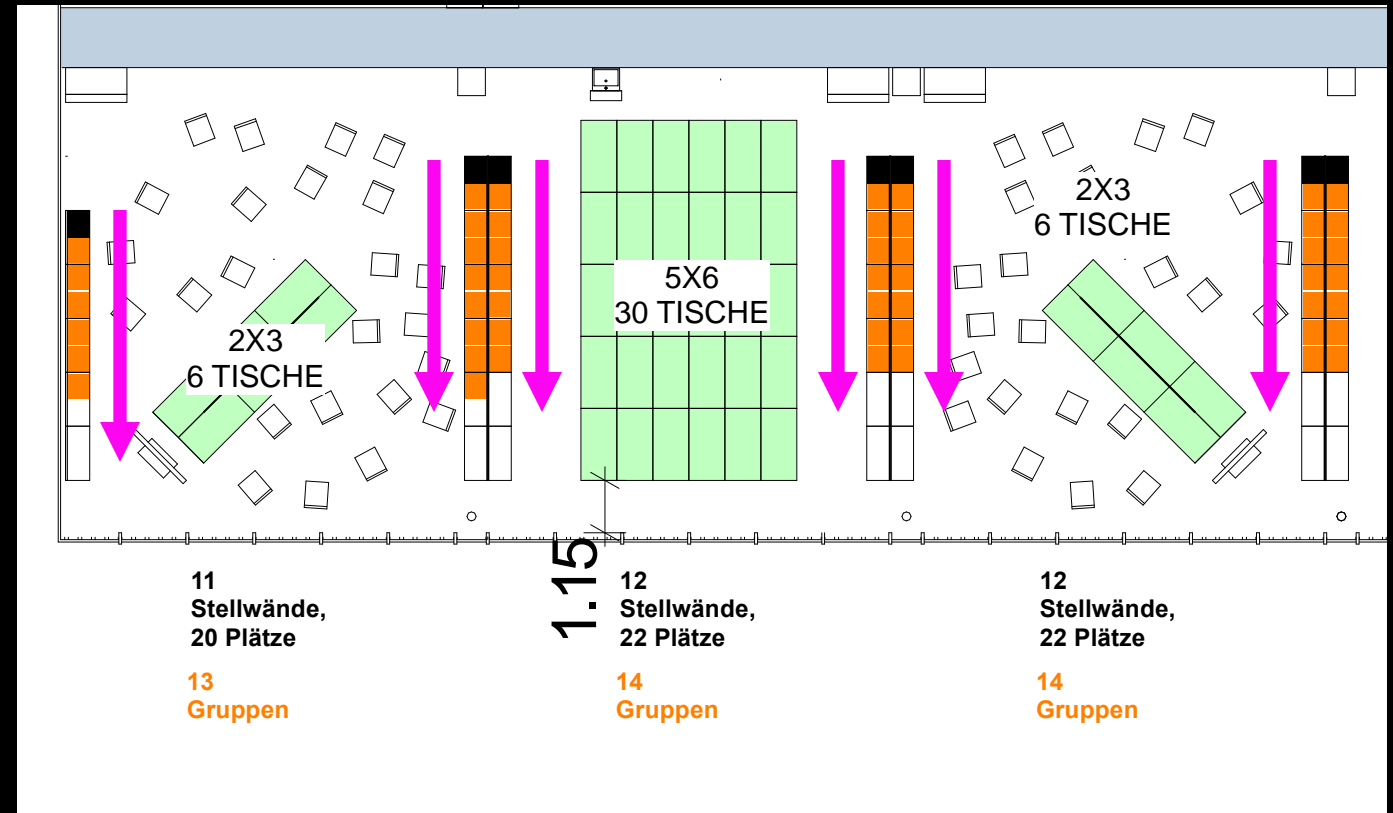 2X3
6 TISCHE
5X6
30 TISCHE
2X3
6 TISCHE
1.15
11
Stellwände,
20 Plätze
13
Gruppen
12
Stellwände,
22 Plätze
14
Gruppen
12
Stellwände,
22 Plätze
14
Gruppen